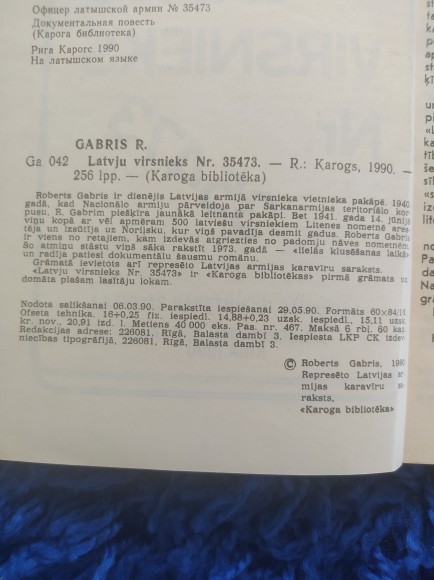 Офицер латышской армии № 35473
Документальная повесть
(Карога библиотека)
Рига Карогс 1990
На латышском языке
GABRIS R.
Ga 042 Latvju virsnieks Nr. 35473. — R.: Karogs, 1990. —
256 lpp. — (Karoga bibliotēka)
Roberts Gabris ir dienējis Latvijas armijā virsnieka vietnieka pakāpē. 1940.
gadā, kad Nacionālo armiju pārveidoja par Sarkanarmijas teritoriālo kor-
pusu, R. Gabrim piešķīra jaunākā leitnanta pakāpi. Bet 1941. gada 14. jūnijā
viņu kopā ar vēl apmēram 500 latviešu virsniekiem Litenes nometnē ares-
tēja un izsūtīja uz Noriļsku, kur viņš pavadīja desmit gadus. Roberts Gabris
ir viens no retajiem, kam izdevās atgriezties no padomju nāves nometnēm.
Šo atmiņu stāstu viņš sāka rakstīt 1973. gadā — «lielās klusēšanas laikā»
un radīja patiesi dokumentālu šausmu romānu.
Grāmatā ievietots arī represēto Latvijas armijas karavīru saraksts.
«Latvju virsnieks Nr. 35473» ir «Karoga bibliotēkas» pirmā grāmata un
domāta plašam lasītāju lokam.
Nodota salikšanai 06.03.90. Parakstīta iespiešanai 29.05.90. Formāts 60×84/16.
Ofseta tehnika. 16+0,25 fiz. iespiedl. 14,88+0,23 uzsk. iespiedl. 15,11 uzsk.
kr. nov., 20,91 izd. l. Metiens 40 000 eks. Pas. nr. 467. Maksā 6 rbļ. 60 kap.
Redakcijas adrese: 226081, Rīgā, Balasta dambī 3. Iespiesta LKP CK izdev-
niecības tipogrāfijā, 226081, Rīgā, Balasta dambī 3.
© Roberts Gabris, 1990
Represēto Latvijas ar-
mijas karavīru sa-
raksts,
«Karoga bibliotēka»